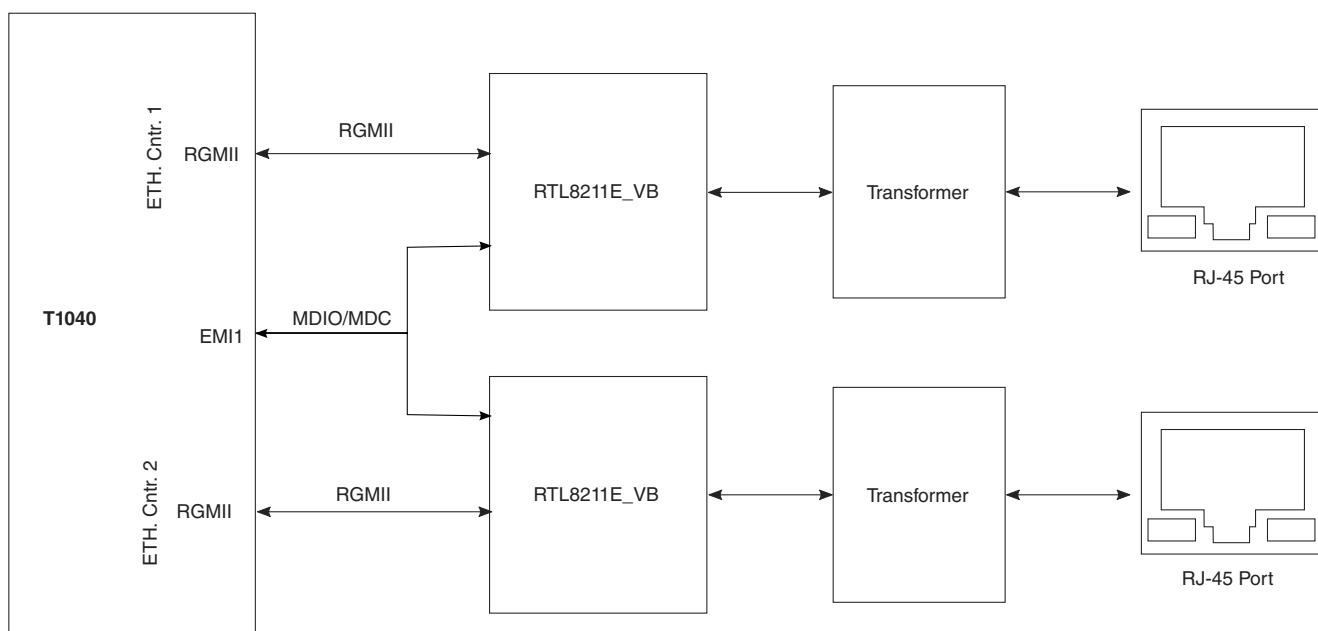 ETH. Cntr. 1
RGMII
RGMII
RTL8211E_VB
Transformer
RJ-45 Port
T1040
EMI1
MDIO/MDC
ETH. Cntr. 2
RGMII
RGMII
RTL8211E_VB
Transformer
RJ-45 Port